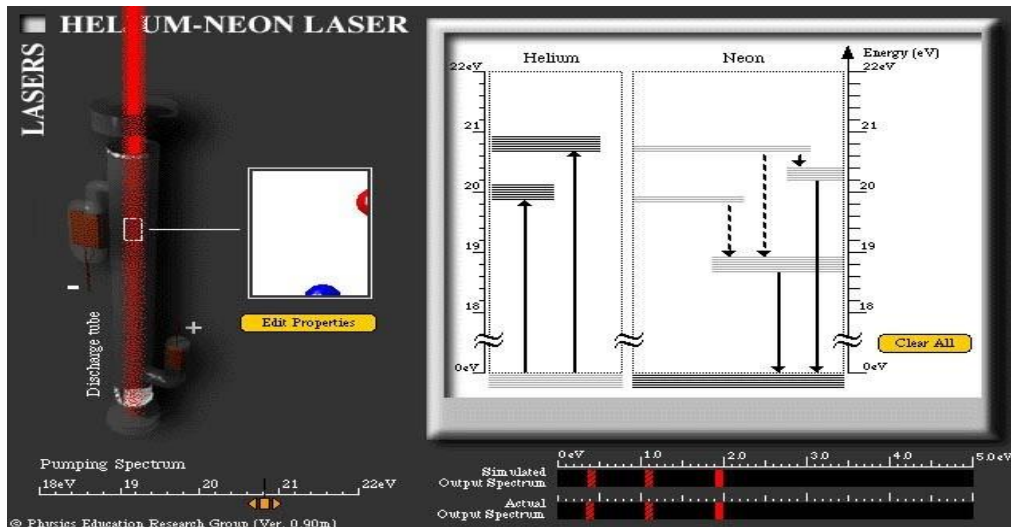 HELIUM-NEON LASER
LASERS
Discharge tube
-
+
Edit Properties
Helium
Neon
Energy (eV)
22eV
21
20
19
18
0eV
22eV
21
20
19
18
0eV
Clear All
Pumping Spectrum
18eV 19 20 21 22eV
0eV 1.0 2.0 3.0 4.0 5.0eV
Simulated
Output Spectrum
Actual
Output Spectrum
© Physics Education Research Group (Ver. 0.90m)